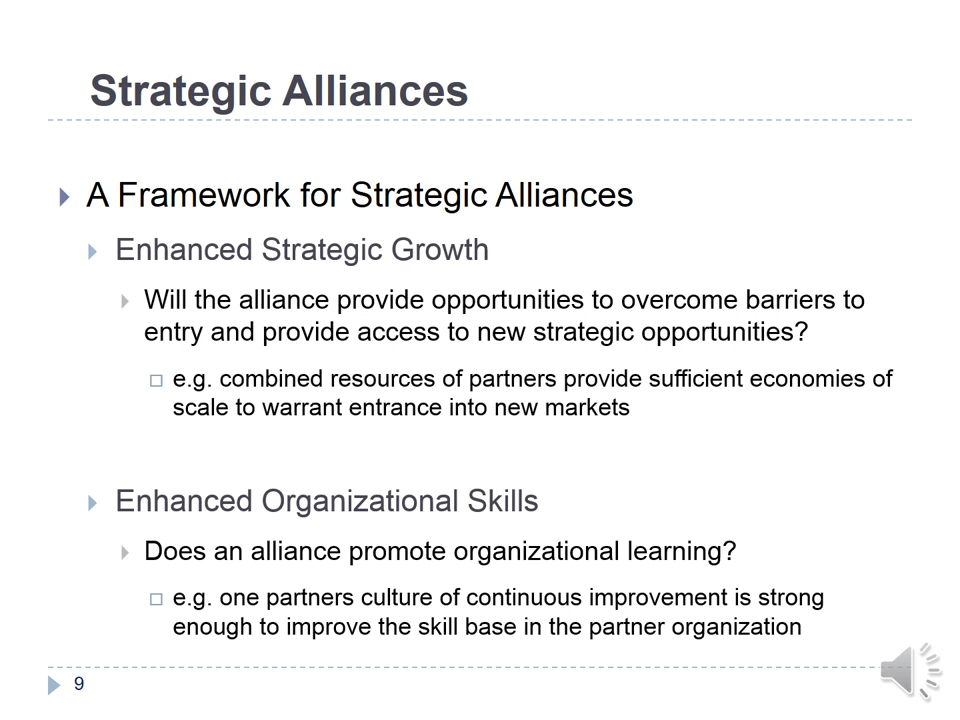 Strategic Alliances
A Framework for Strategic Alliances
Enhanced Strategic Growth
Will the alliance provide opportunities to overcome barriers to
entry and provide access to new strategic opportunities?
e.g. combined resources of partners provide sufficient economies of
scale to warrant entrance into new markets
Enhanced Organizational Skills
Does an alliance promote organizational learning?
e.g. one partners culture of continuous improvement is strong
enough to improve the skill base in the partner organization
9